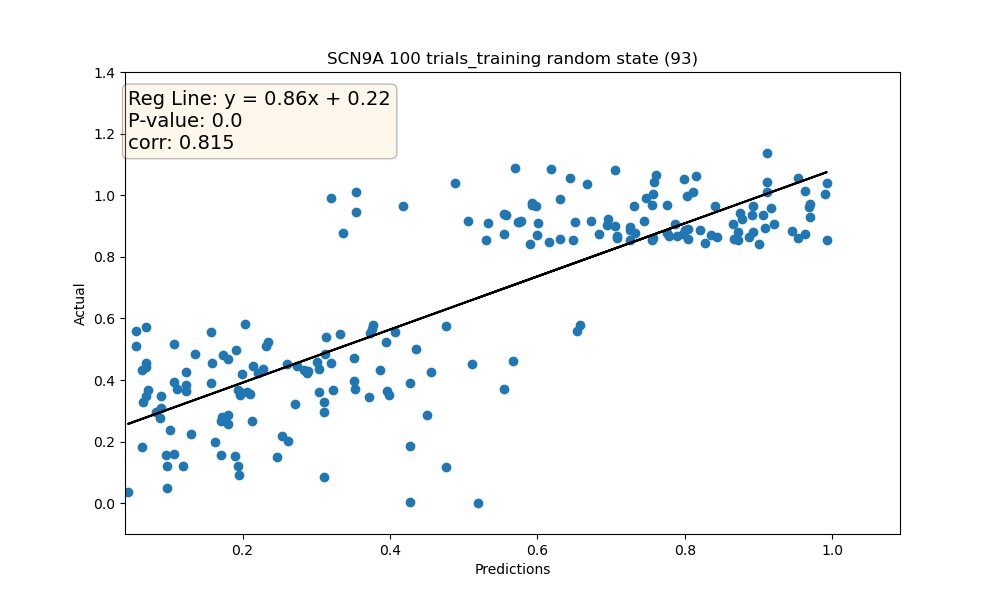 SCN9A 100 trials_training random state (93)
Reg Line: y = 0.86x + 0.22
P-value: 0.0
corr: 0.815
1.4
1.2
1.0
0.8
0.6
0.4
0.2
0.0
Actual
0.2 0.4 0.6 0.8 1.0
Predictions